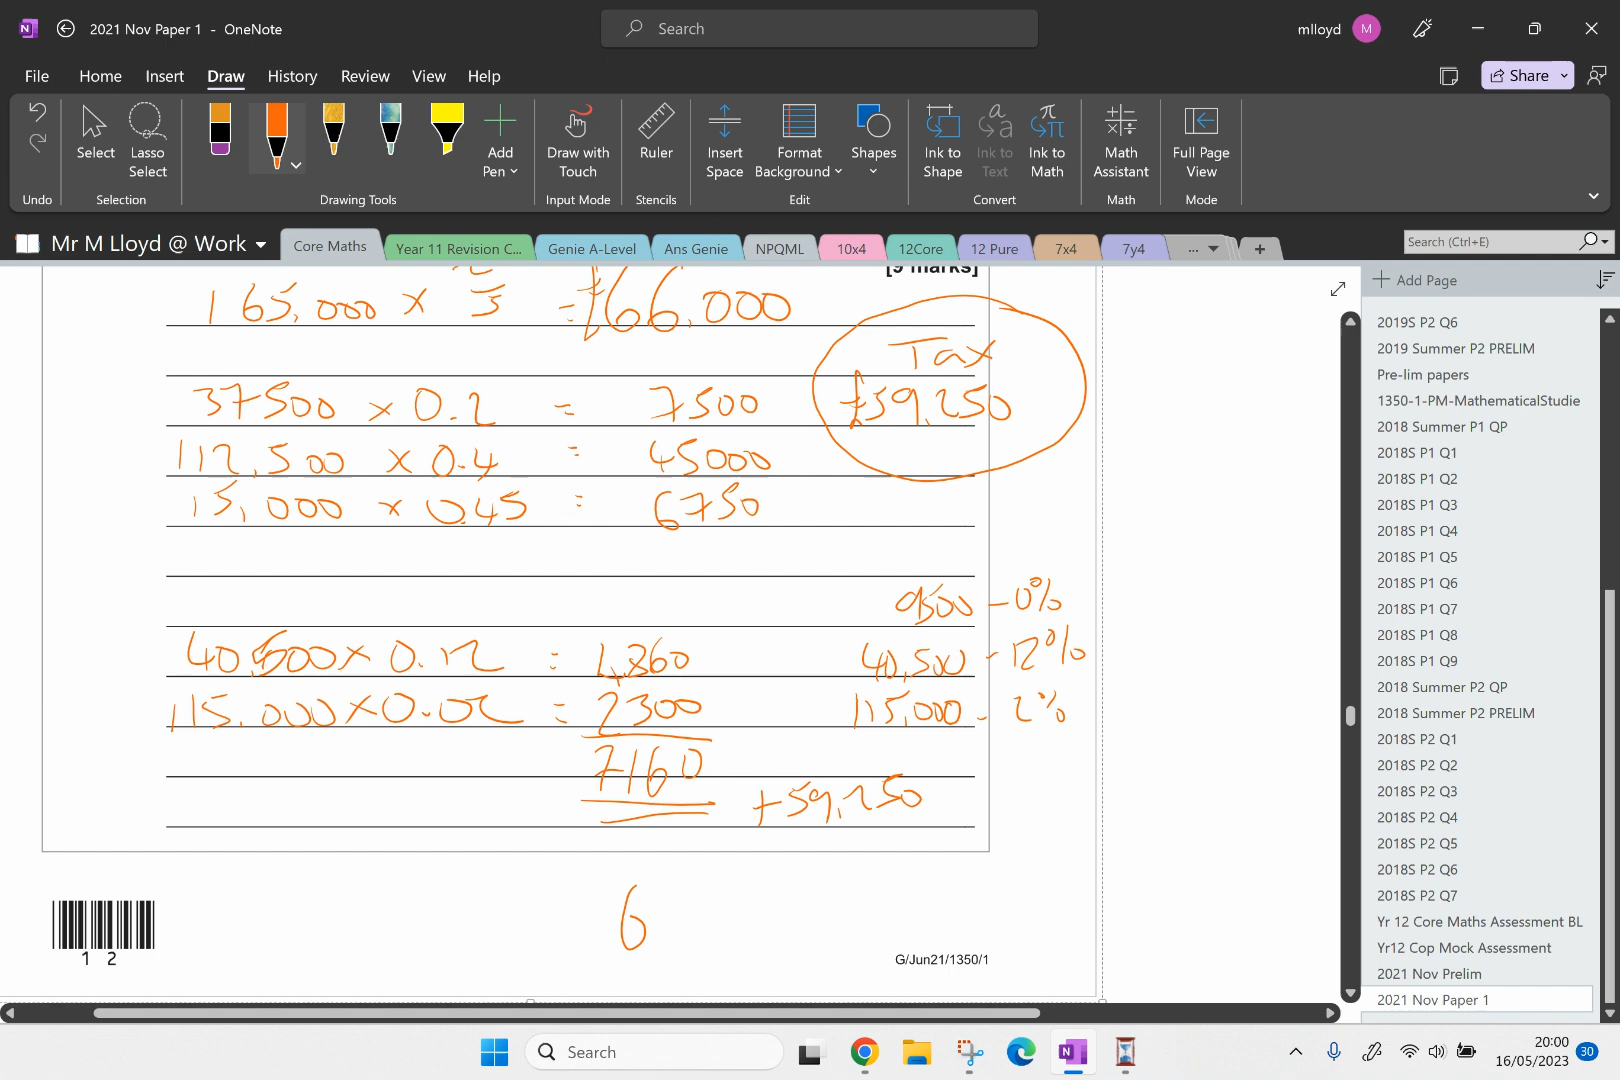 2021 Nov Paper 1 - OneNote
Search
mlloyd
M
File Home Insert Draw History Review View Help
Share
Select
Lasso Select
Add Pen
Draw with Touch
Ruler
Insert Space
Format Background
Shapes
Ink to Shape
Ink to Text
Ink to Math
Math Assistant
Full Page View
Undo
Selection
Drawing Tools
Input Mode
Stencils
Edit
Convert
Math
Mode
Mr M Lloyd @ Work
Core Maths
Year 11 Revision C...
Genie A-Level
Ans Genie
NPQML
10x4
12Core
12 Pure
7x4
7y4
...
Search (Ctrl+E)
[9 marks]
165,000 × 2/5 = £66,000
Tax
£59,250
37500 × 0.2 = 7500
112,500 × 0.4 = 45000
15,000 × 0.45 = 6750
9500 - 0%
40,500 × 0.12 = 4,860
40,500 - 12%
115,000 × 0.02 = 2300
115,000 - 2%
7160
+59,250
6
1 2
G/Jun21/1350/1
Add Page
2019S P2 Q6
2019 Summer P2 PRELIM
Pre-lim papers
1350-1-PM-MathematicalStudie
2018 Summer P1 QP
2018S P1 Q1
2018S P1 Q2
2018S P1 Q3
2018S P1 Q4
2018S P1 Q5
2018S P1 Q6
2018S P1 Q7
2018S P1 Q8
2018S P1 Q9
2018 Summer P2 QP
2018 Summer P2 PRELIM
2018S P2 Q1
2018S P2 Q2
2018S P2 Q3
2018S P2 Q4
2018S P2 Q5
2018S P2 Q6
2018S P2 Q7
Yr 12 Core Maths Assessment BL
Yr12 Cop Mock Assessment
2021 Nov Prelim
2021 Nov Paper 1
Search
20:00
16/05/2023
30